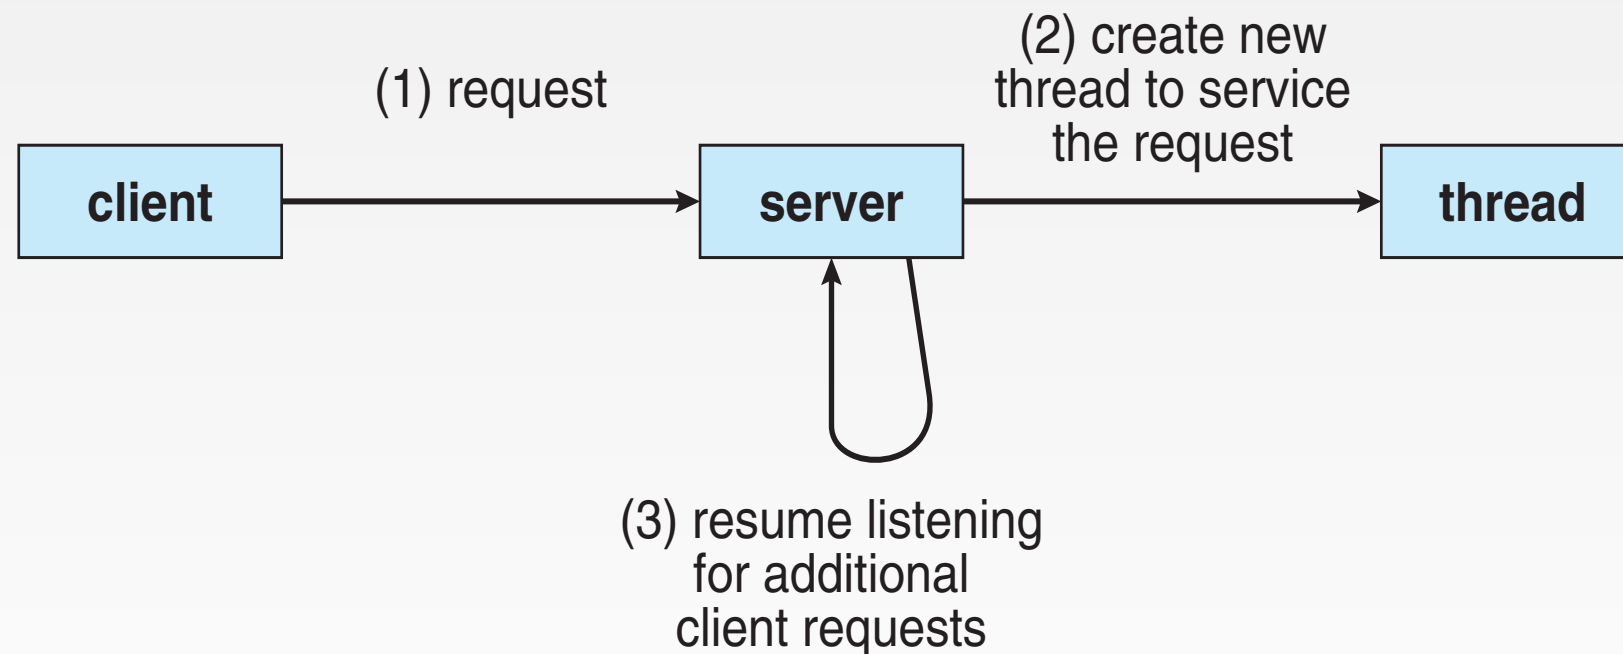 (1) request
(2) create new
thread to service
the request
client
server
thread
(3) resume listening
for additional
client requests